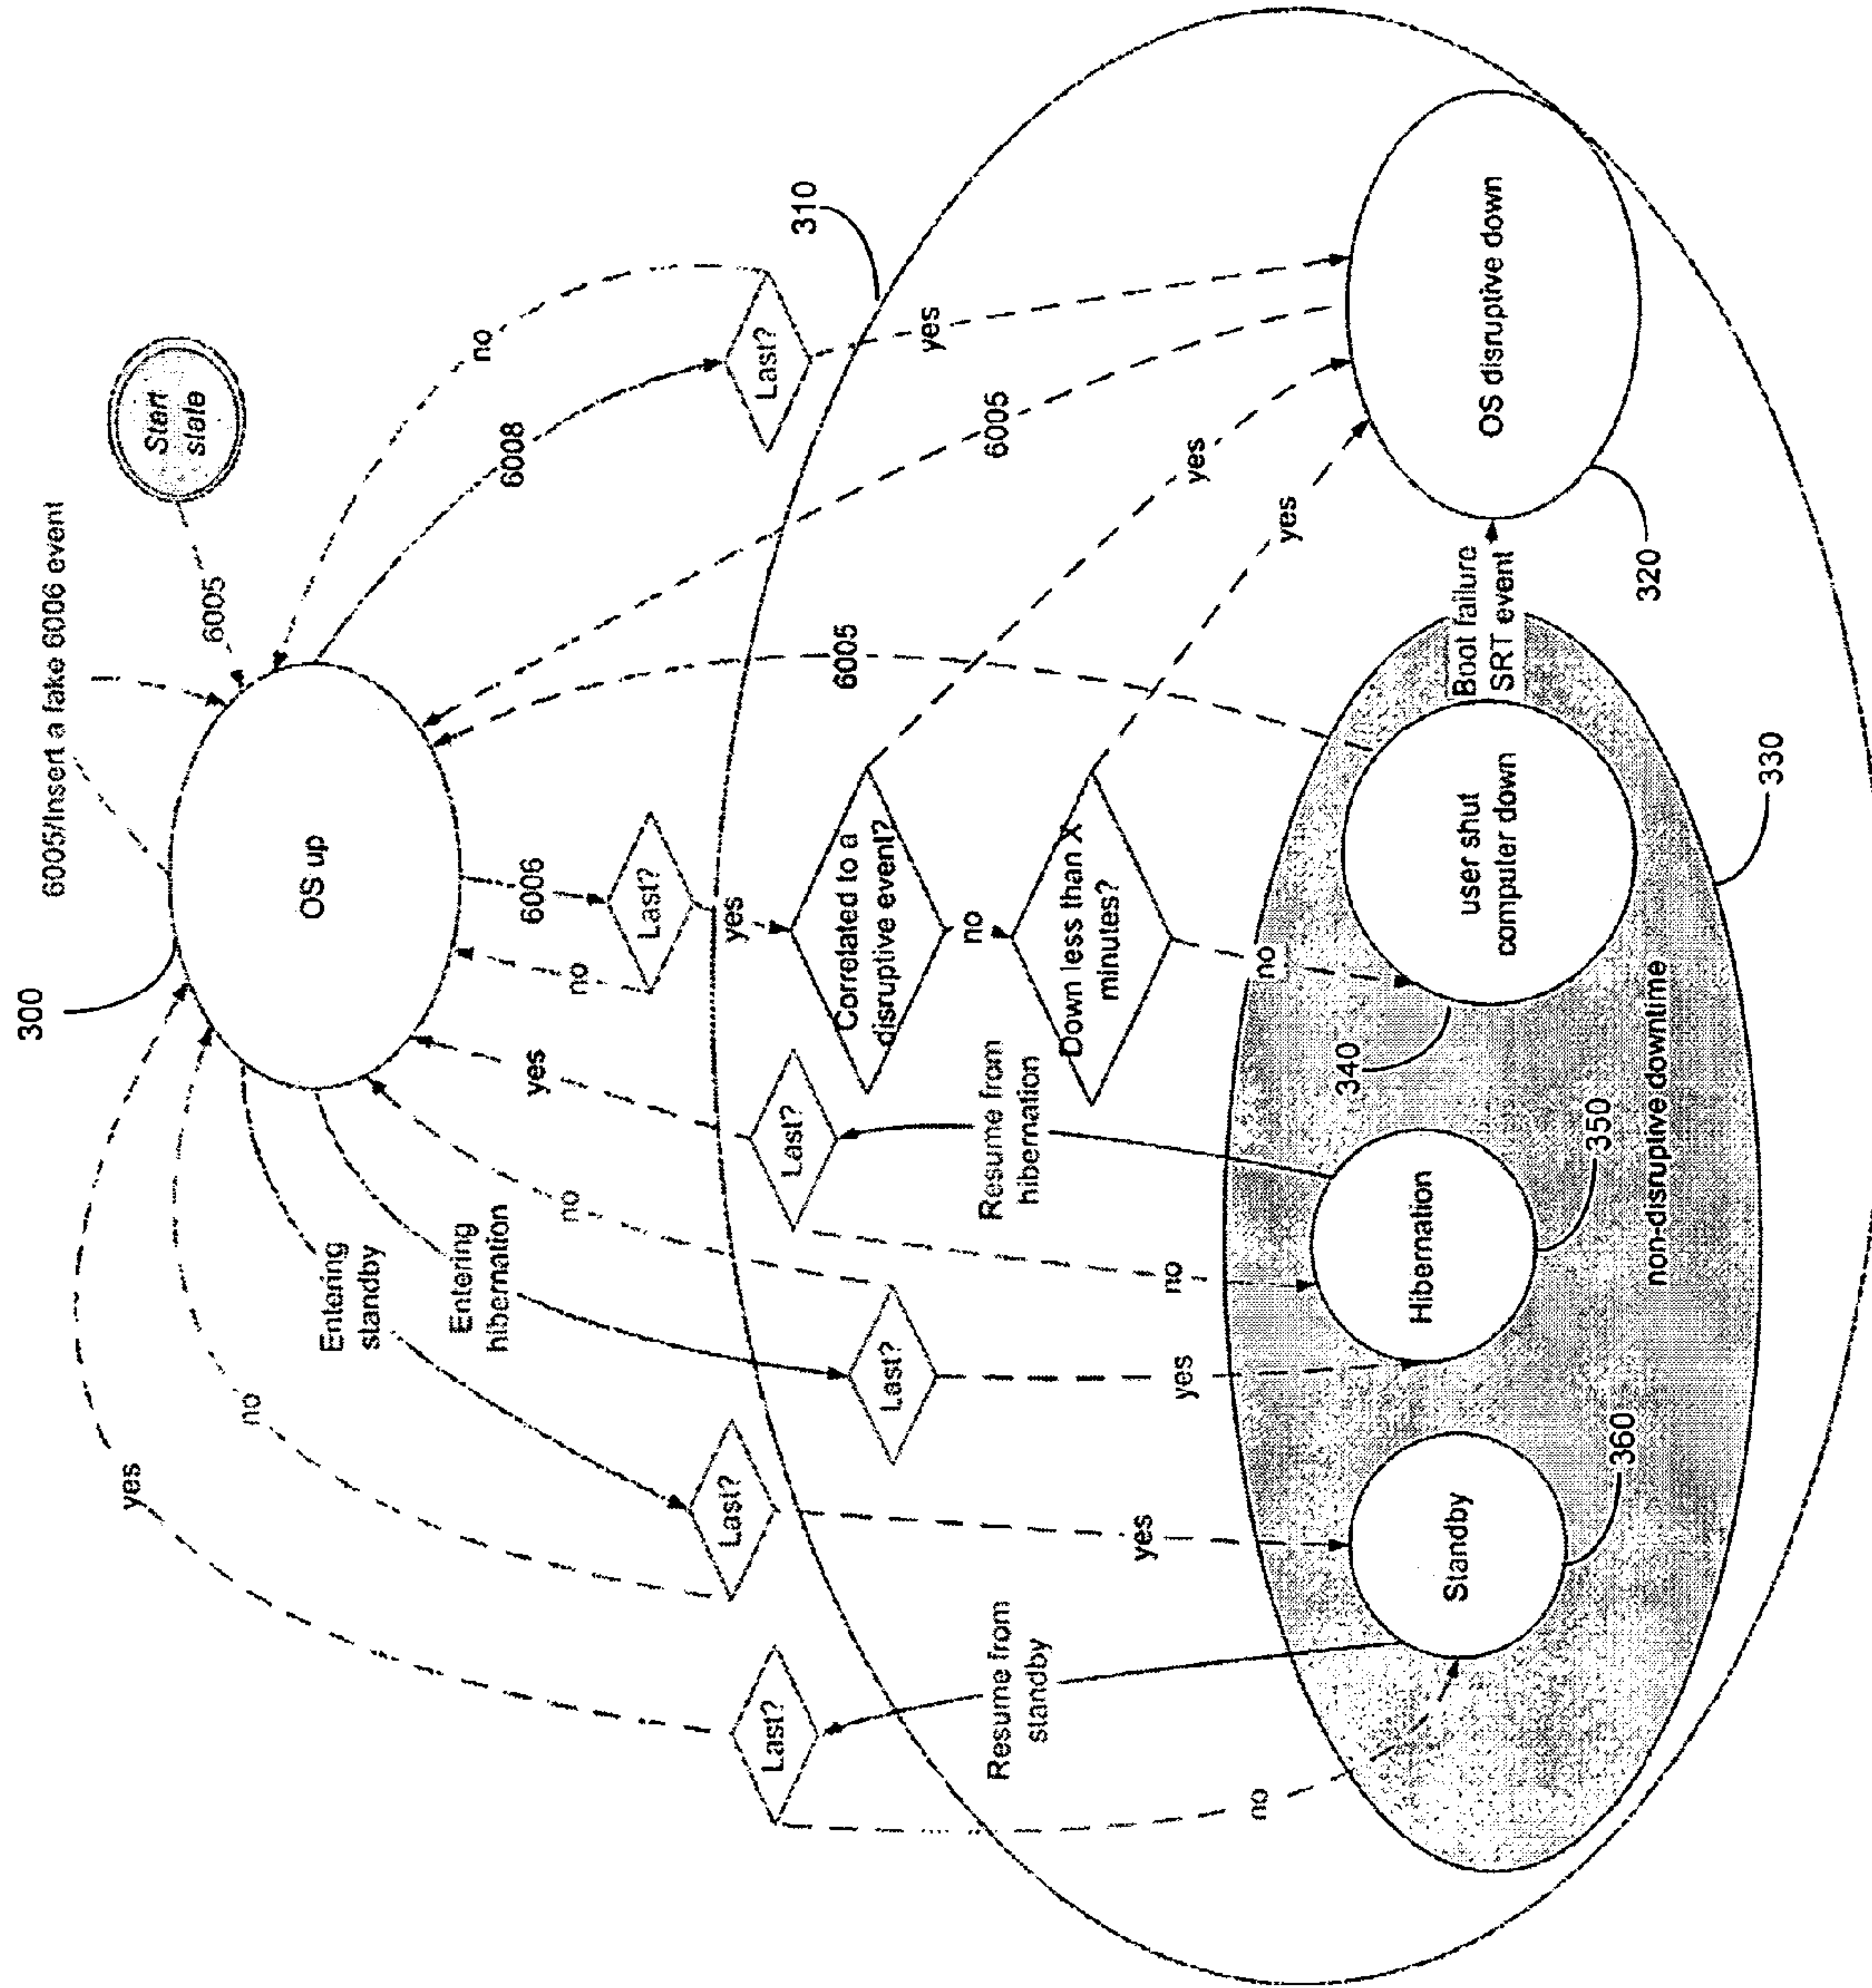 6005/Insert a fake 6006 event
Start
state
6005
300
OS up
yes
no
Entering
standby
Entering
hibernation
no
yes
no
6006
6008
no
Last?
Last?
Last?
Last?
Last?
Last?
310
yes
Correlated to a
disruptive event?
no
Down less than X
minutes?
no
yes
yes
yes
6005
6005
Resume from
standby
Resume from
hibernation
no
yes
yes
no
Standby
Hibernation
user shut
computer down
Boot failure
SRT event
OS disruptive down
360
350
340
320
330
non-disruptive downtime